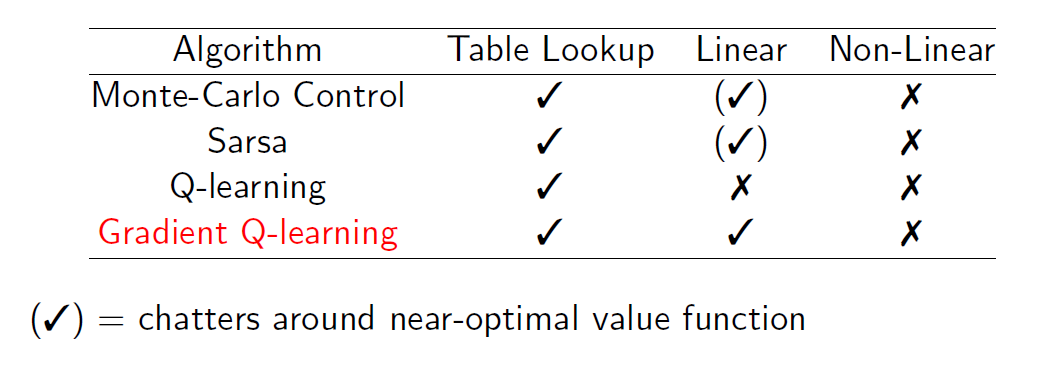 Algorithm Table Lookup Linear Non-Linear
Monte-Carlo Control ✓ (✓) ✗
Sarsa ✓ (✓) ✗
Q-learning ✓ ✗ ✗
Gradient Q-learning ✓ ✓ ✗
(✓) = chatters around near-optimal value function